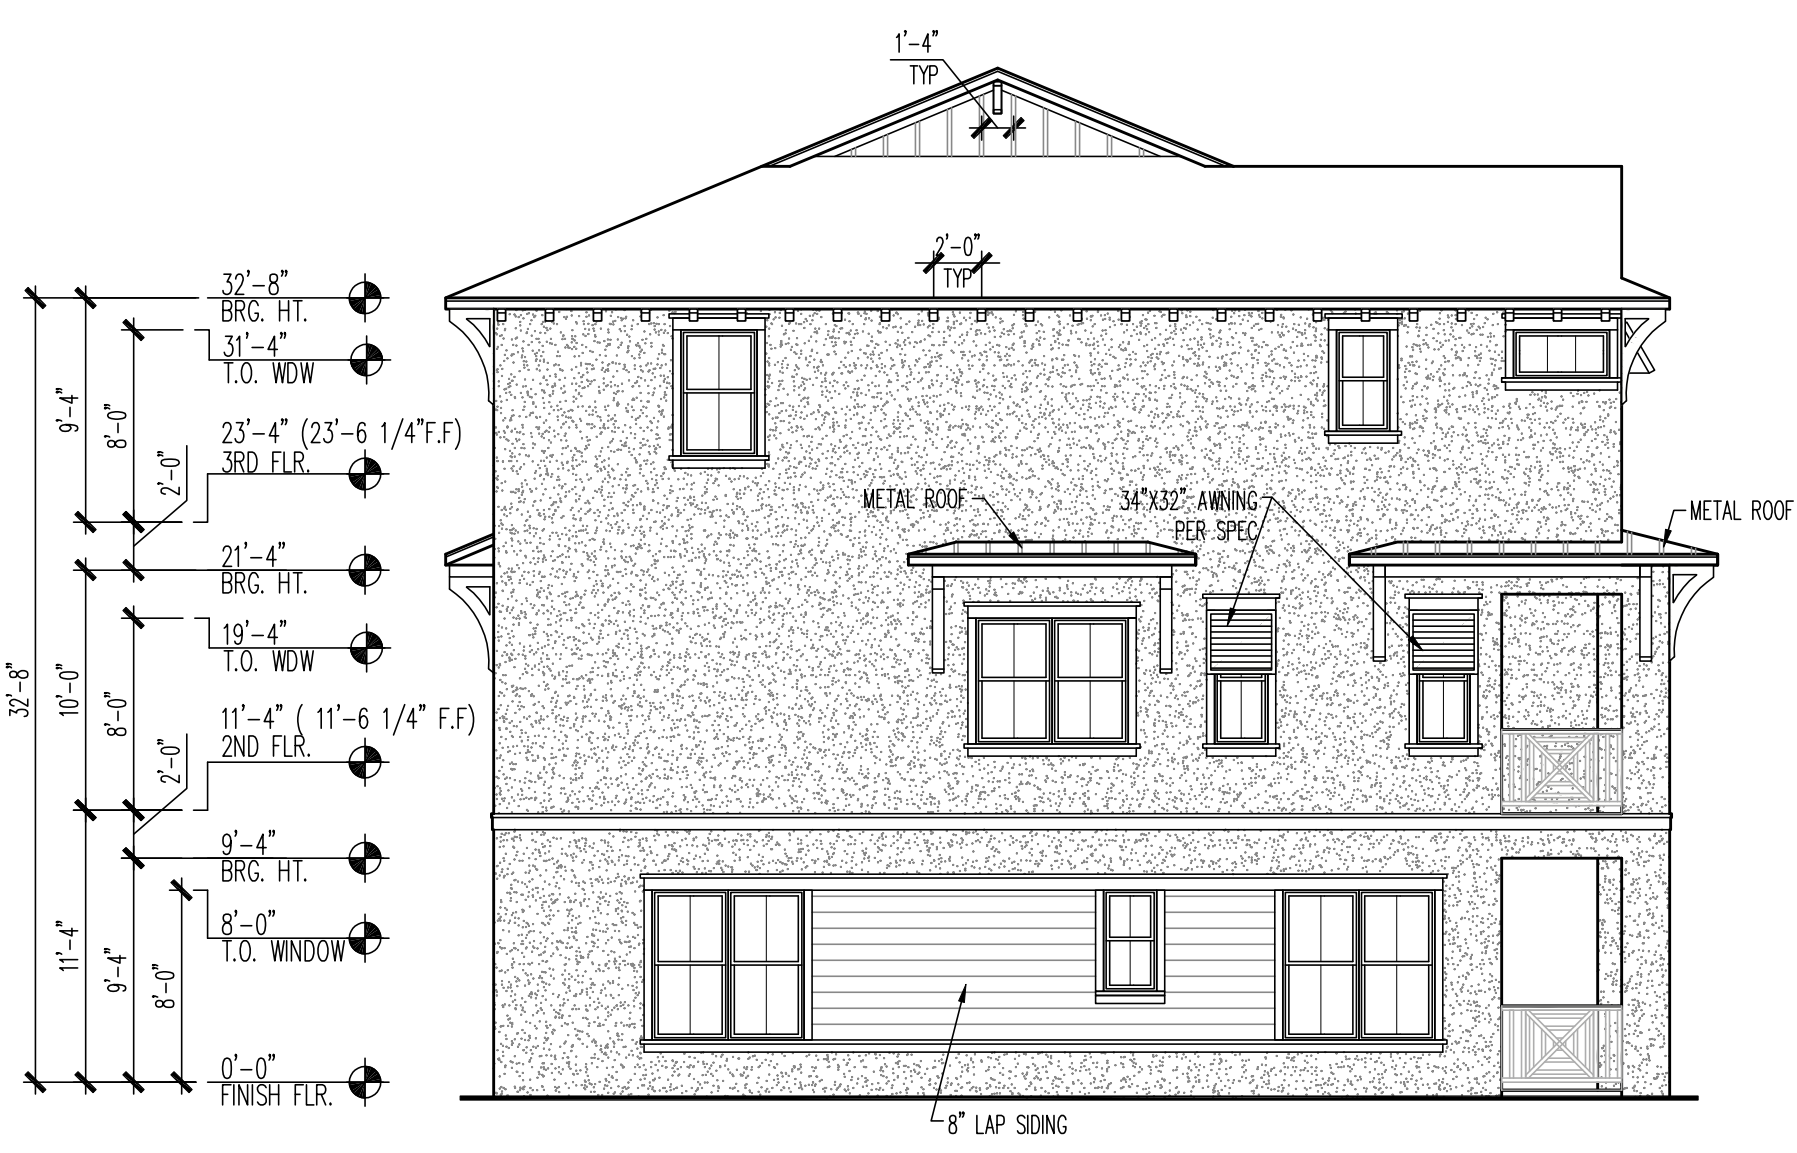 1'-4"
TYP
2'-0"
TYP
32'-8"
BRG. HT.
31'-4"
T.O. WDW
9'-4"
8'-0"
23'-4" (23'-6 1/4"F.F)
3RD FLR.
2'-0"
METAL ROOF
34"X32" AWNING
PER SPEC
METAL ROOF
21'-4"
BRG. HT.
19'-4"
T.O. WDW
32'-8"
10'-0"
8'-0"
11'-4" ( 11'-6 1/4" F.F)
2ND FLR.
2'-0"
9'-4"
BRG. HT.
8'-0"
T.O. WINDOW
11'-4"
9'-4"
8'-0"
0'-0"
FINISH FLR.
8" LAP SIDING